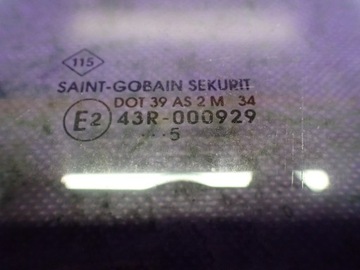 115
SAINT-GOBAIN SEKURIT
DOT 39 AS 2 M 34
E2 43R-000929
...5